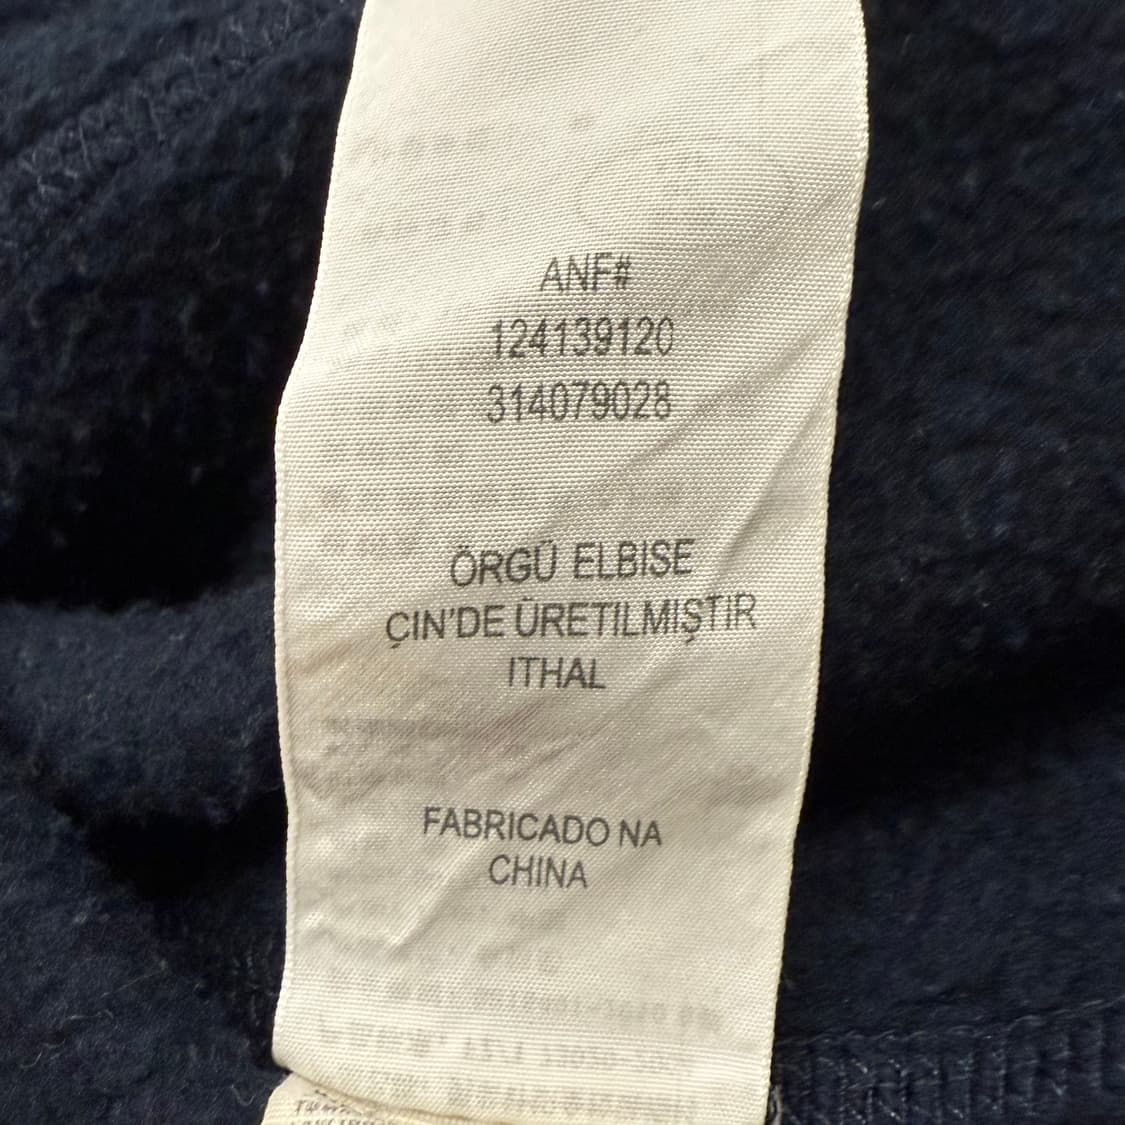 ANF#
124139120
314079028
ÖRGÜ ELBISE
ÇIN'DE ÜRETILMIŞTIR
ITHAL
FABRICADO NA
CHINA